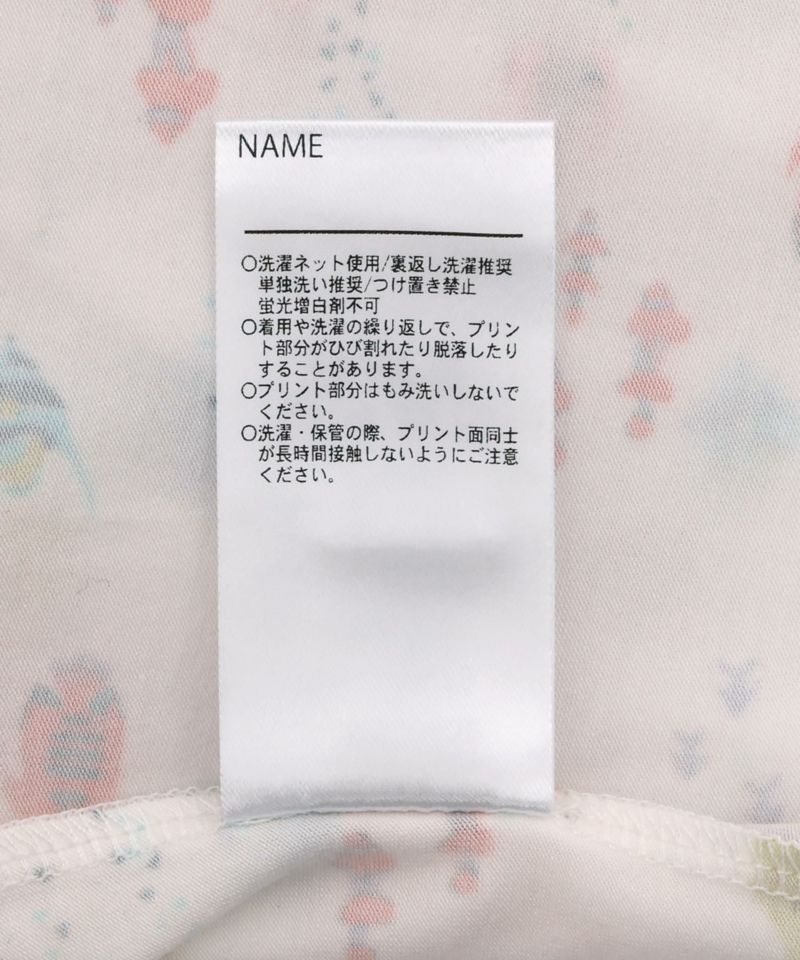 NAME
○洗濯ネット使用/裏返し洗濯推奨
単独洗い推奨/つけ置き禁止
蛍光増白剤不可
○着用や洗濯の繰り返しで、プリン
ト部分がひび割れたり脱落したり
することがあります。
○プリント部分はもみ洗いしないで
ください。
○洗濯・保管の際、プリント面同士
が長時間接触しないようにご注意
ください。